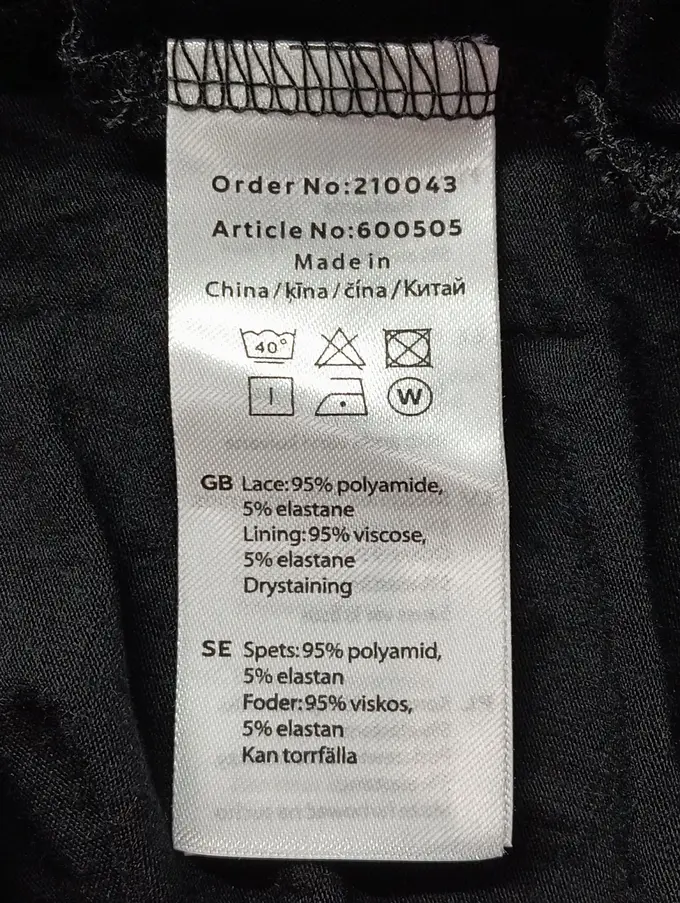 Order No:210043
Article No:600505
Made in
China/ķīna/čína/Китай
40°
W
GB Lace:95% polyamide,
5% elastane
Lining:95% viscose,
5% elastane
Drystaining
SE Spets:95% polyamid,
5% elastan
Foder:95% viskos,
5% elastan
Kan torrfälla